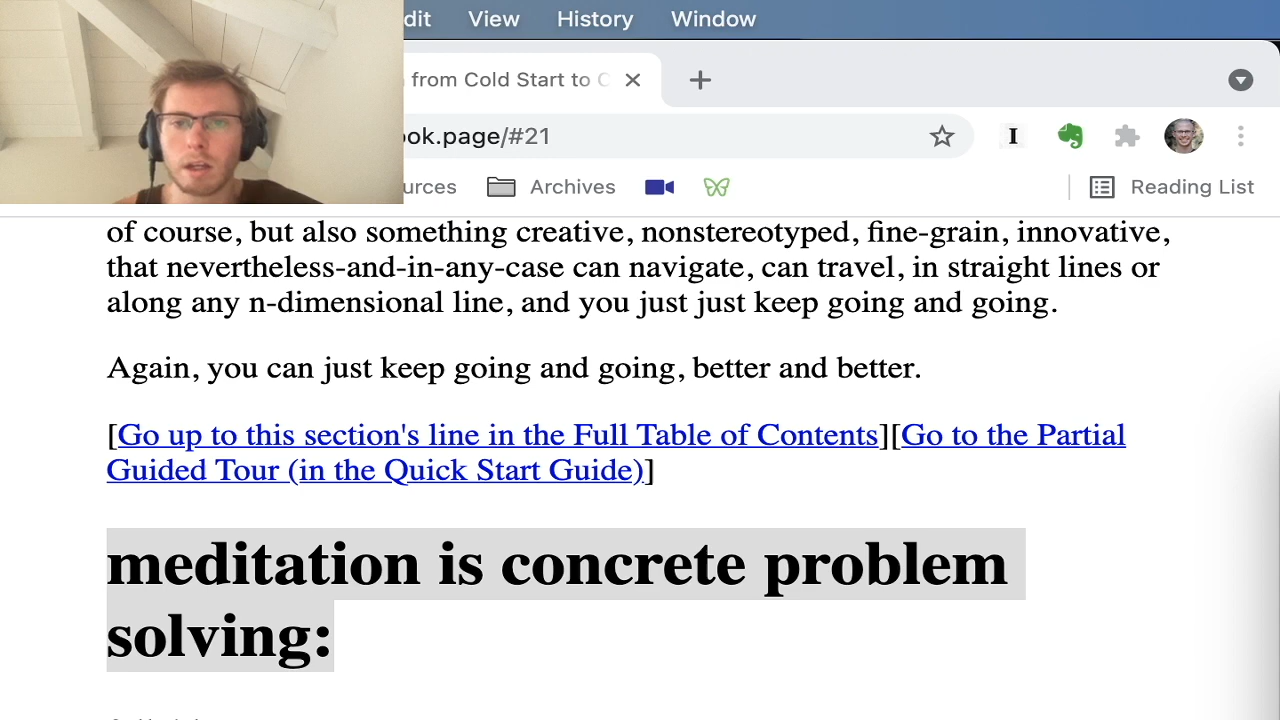 dit View History Window
from Cold Start to C
ok.page/#21
urces Archives Reading List
of course, but also something creative, nonstereotyped, fine-grain, innovative,
that nevertheless-and-in-any-case can navigate, can travel, in straight lines or
along any n-dimensional line, and you just just keep going and going.
Again, you can just keep going and going, better and better.
[Go up to this section's line in the Full Table of Contents][Go to the Partial
Guided Tour (in the Quick Start Guide)]
meditation is concrete problem
solving: